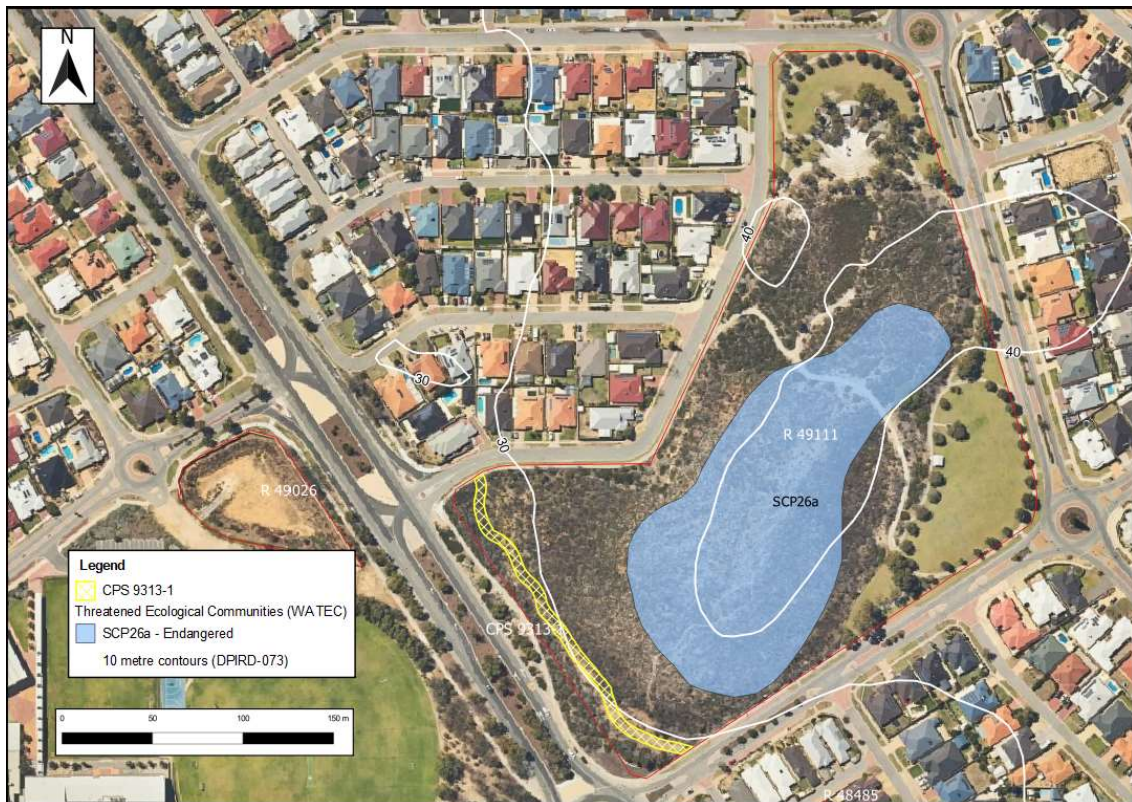 N
40
40
30
30
R 49111
SCP26a
R 49026
CPS 9313-1
R 48485
Legend
CPS 9313-1
Threatened Ecological Communities (WATEC)
SCP26a - Endangered
10 metre contours (DPIRD-073)
0 50 100 150 m